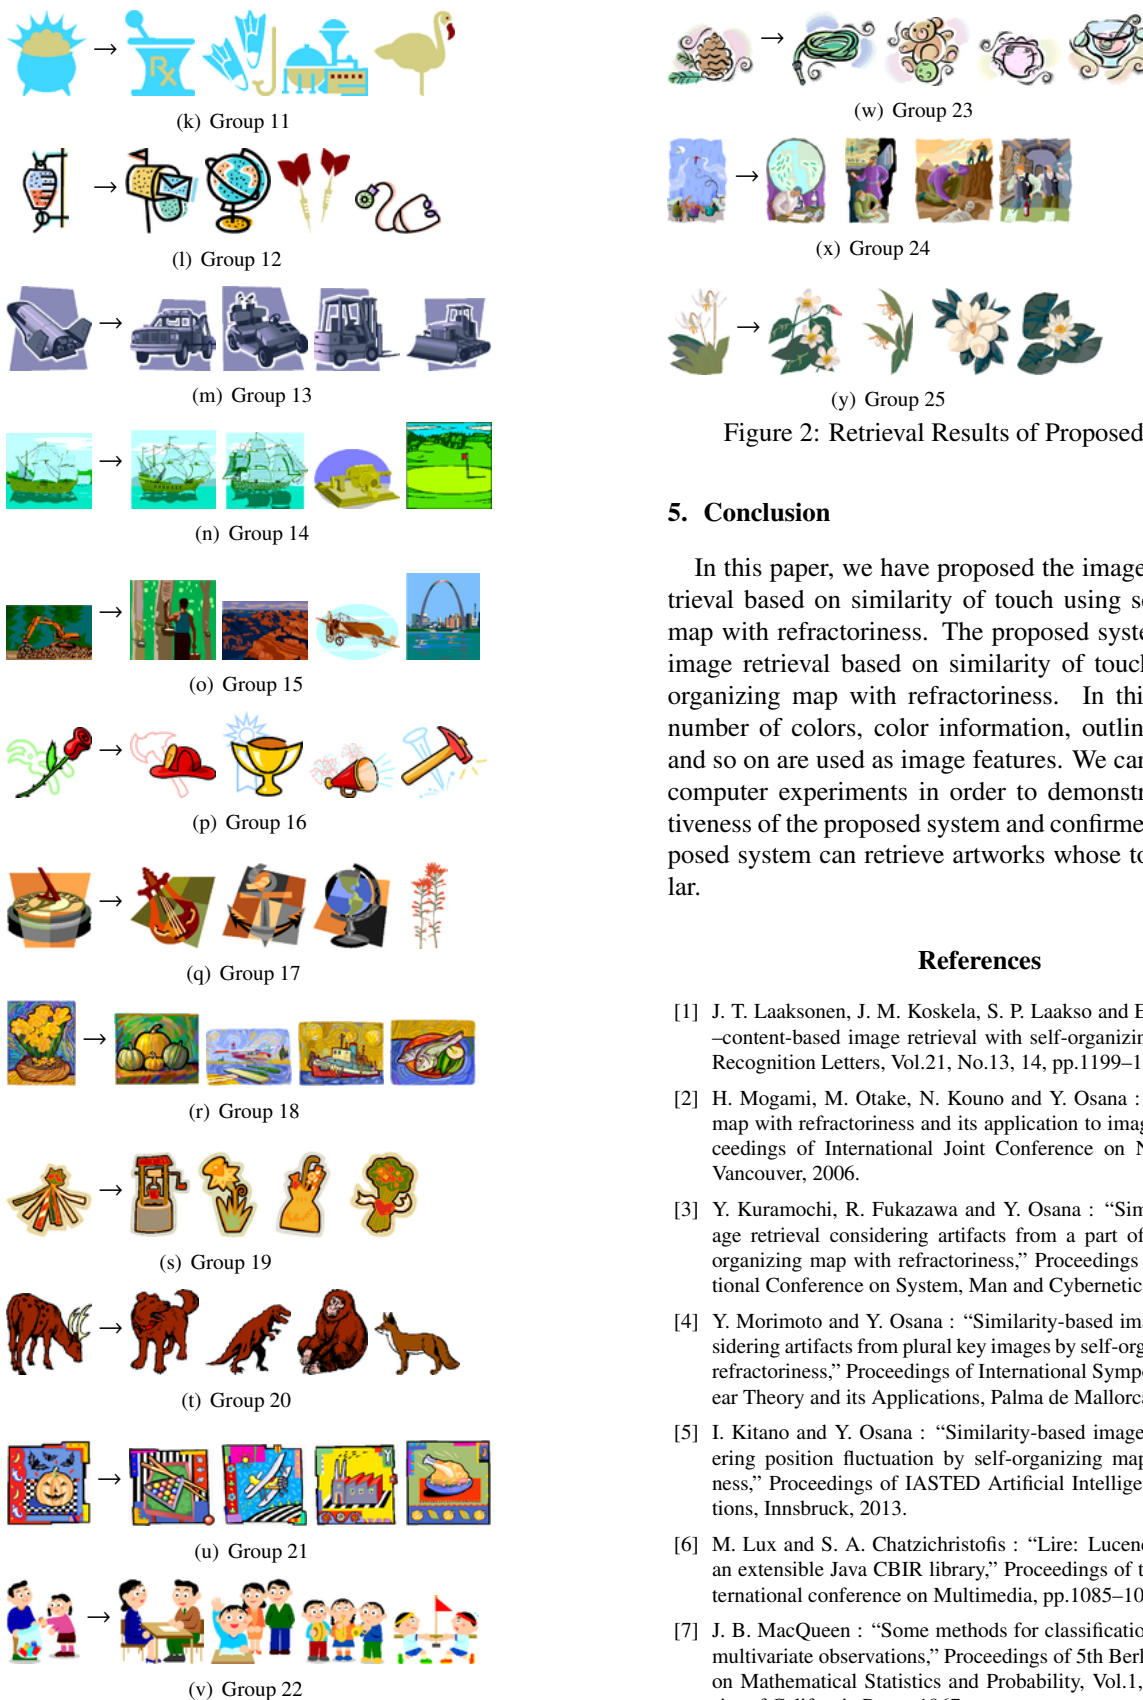 (k) Group 11
(l) Group 12
(m) Group 13
(n) Group 14
(o) Group 15
(p) Group 16
(q) Group 17
(r) Group 18
(s) Group 19
(t) Group 20
(u) Group 21
(v) Group 22
(w) Group 23
(x) Group 24
(y) Group 25
Figure 2: Retrieval Results of Proposed
5. Conclusion
In this paper, we have proposed the image
trieval based on similarity of touch using se
map with refractoriness. The proposed syste
image retrieval based on similarity of touch
organizing map with refractoriness. In thi
number of colors, color information, outlin
and so on are used as image features. We car
computer experiments in order to demonstr
tiveness of the proposed system and confirme
posed system can retrieve artworks whose to
lar.
References
[1] J. T. Laaksonen, J. M. Koskela, S. P. Laakso and E
–content-based image retrieval with self-organizin
Recognition Letters, Vol.21, No.13, 14, pp.1199–1
[2] H. Mogami, M. Otake, N. Kouno and Y. Osana :
map with refractoriness and its application to imag
ceedings of International Joint Conference on N
Vancouver, 2006.
[3] Y. Kuramochi, R. Fukazawa and Y. Osana : “Sim
age retrieval considering artifacts from a part of
organizing map with refractoriness,” Proceedings
tional Conference on System, Man and Cybernetic
[4] Y. Morimoto and Y. Osana : “Similarity-based ima
sidering artifacts from plural key images by self-org
refractoriness,” Proceedings of International Symp
ear Theory and its Applications, Palma de Mallorc
[5] I. Kitano and Y. Osana : “Similarity-based image
ering position fluctuation by self-organizing map
ness,” Proceedings of IASTED Artificial Intellige
tions, Innsbruck, 2013.
[6] M. Lux and S. A. Chatzichristofis : “Lire: Lucene
an extensible Java CBIR library,” Proceedings of t
ternational conference on Multimedia, pp.1085–10
[7] J. B. MacQueen : “Some methods for classificatio
multivariate observations,” Proceedings of 5th Berl
on Mathematical Statistics and Probability, Vol.1,